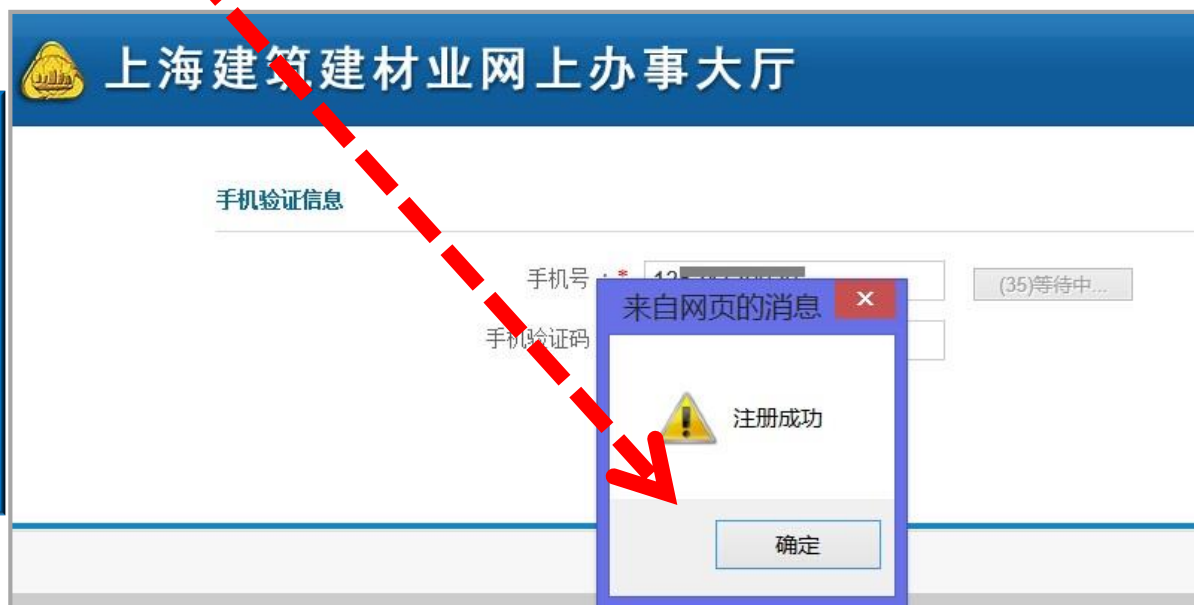 上海建筑建材业网上办事大厅
手机验证信息
手机号：*
(35)等待中...
来自网页的消息
手机验证码
注册成功
确定